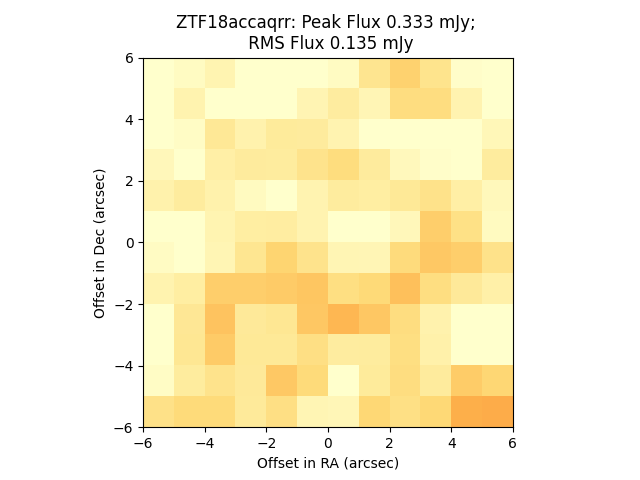 ZTF18accaqrr: Peak Flux 0.333 mJy;
RMS Flux 0.135 mJy
6
4
2
0
−2
−4
−6
Offset in Dec (arcsec)
−6 −4 −2 0 2 4 6
Offset in RA (arcsec)